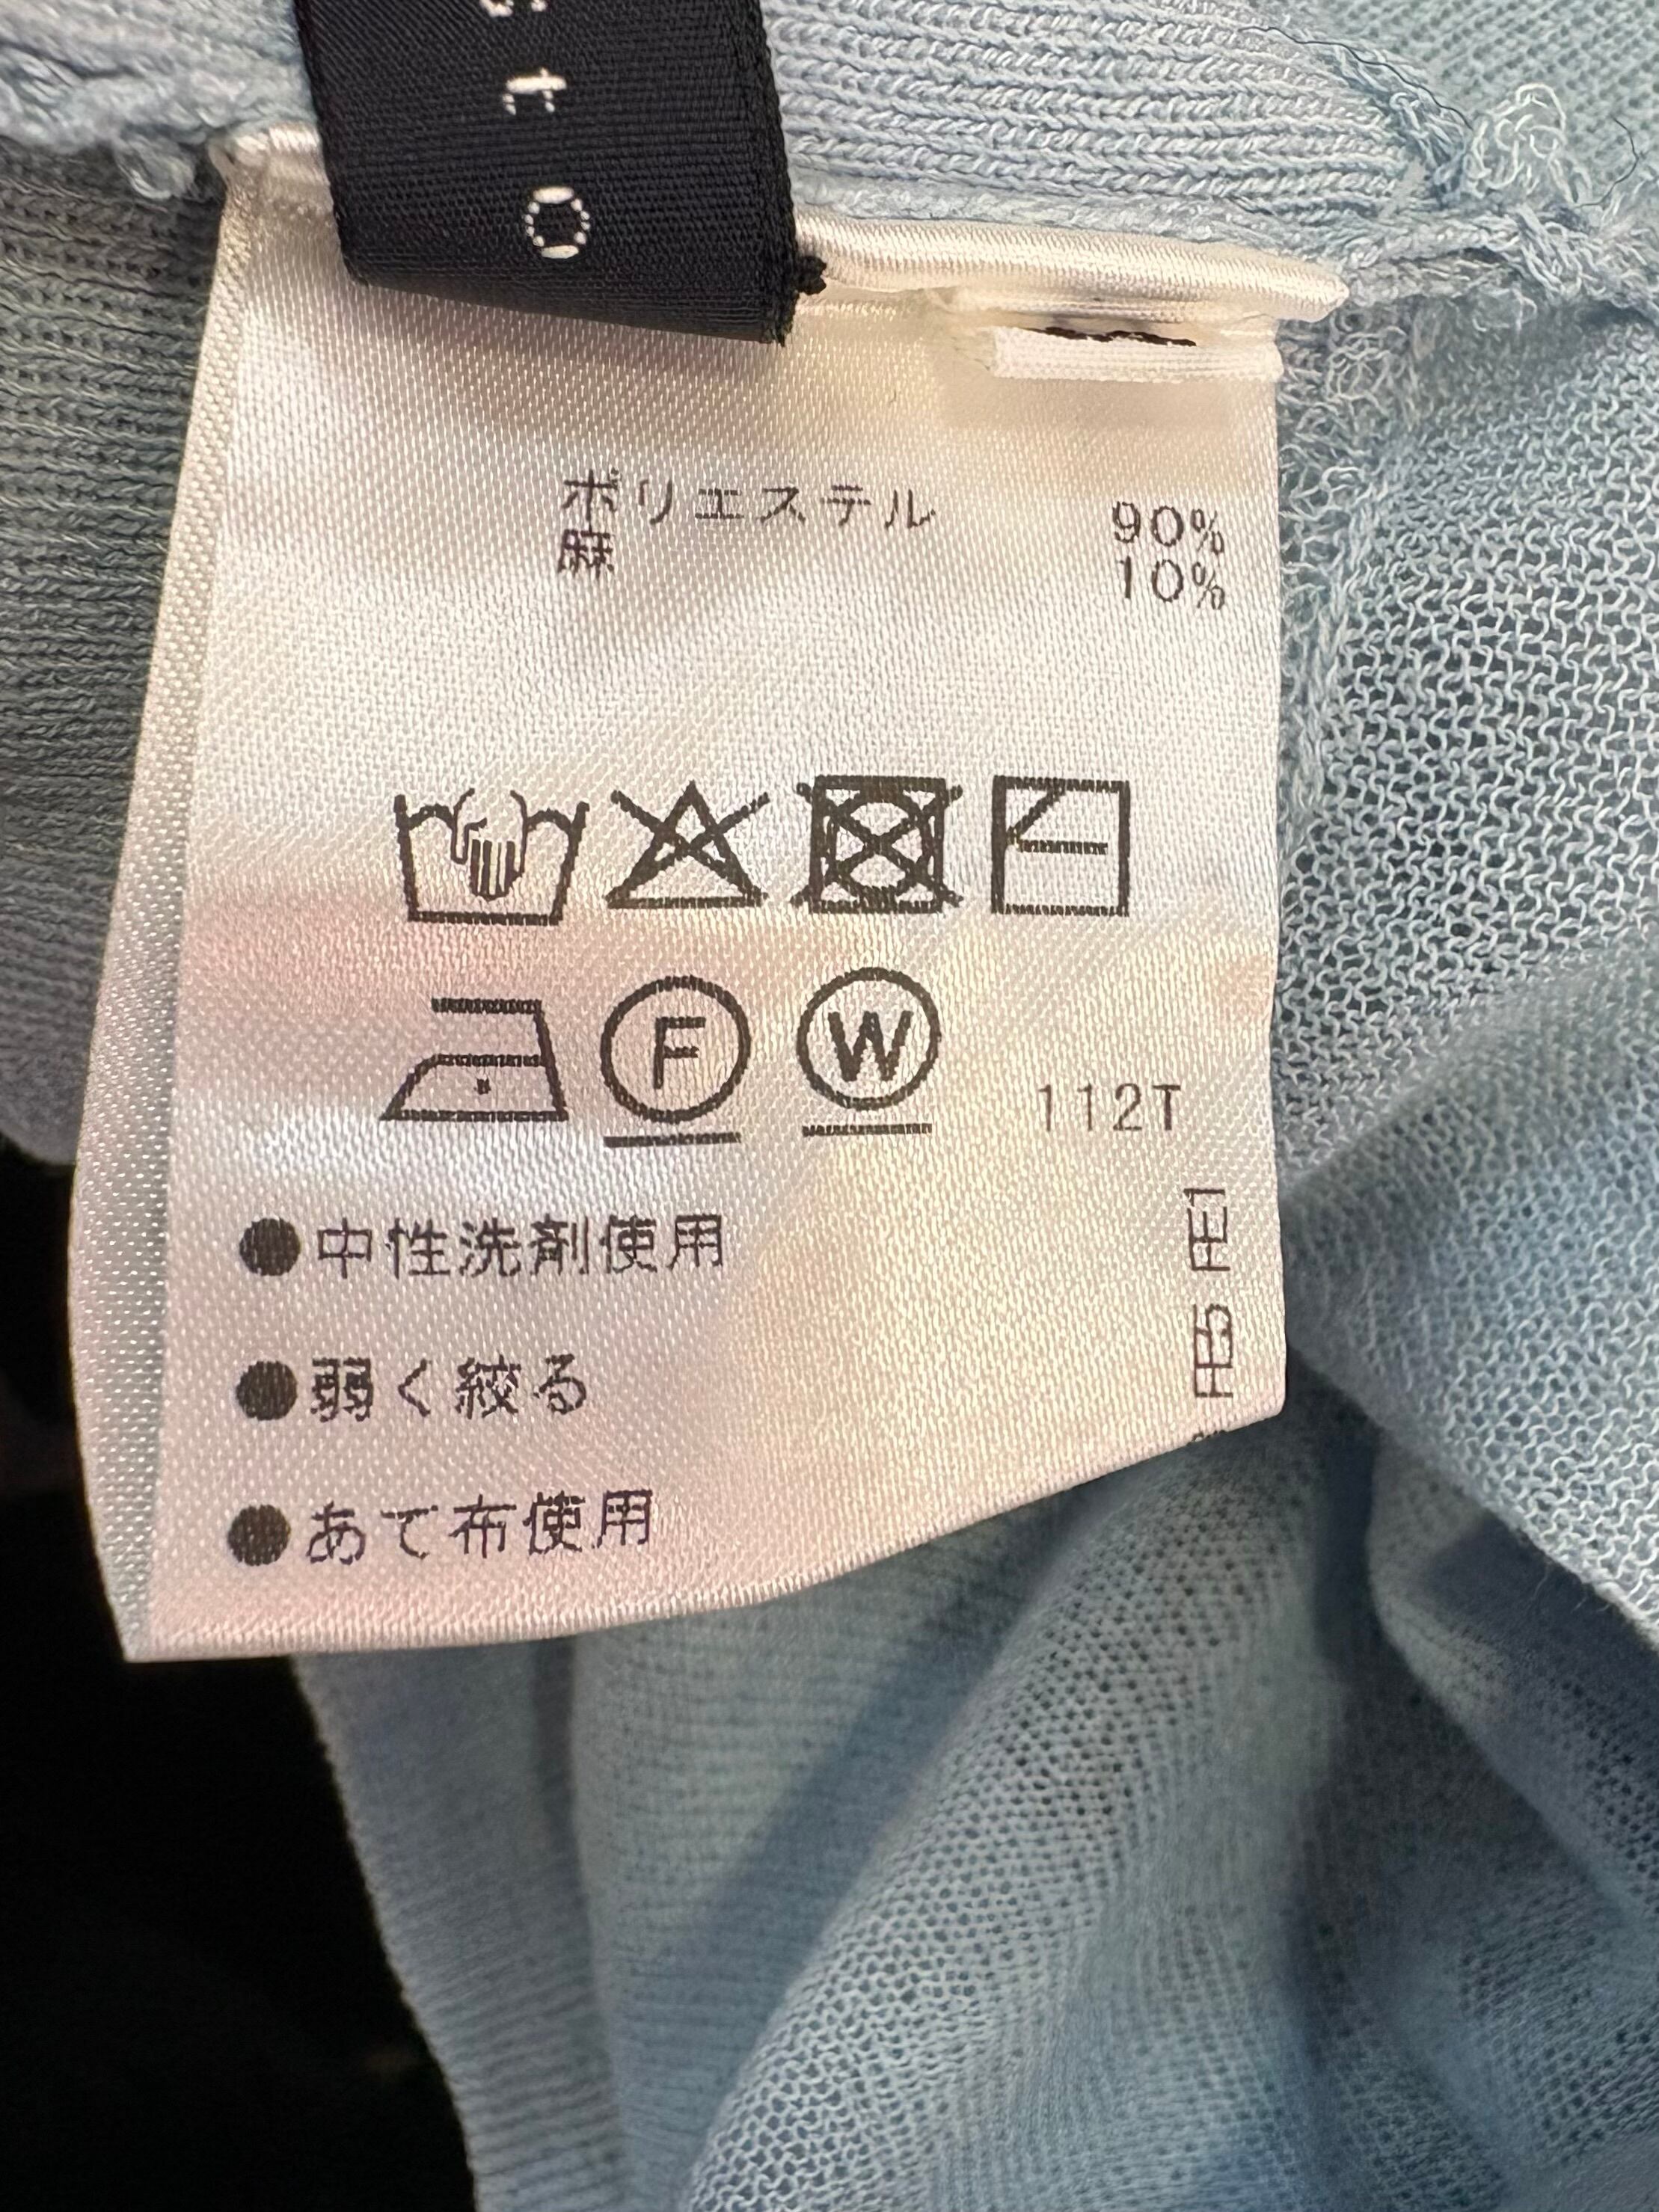 sto
ポリエステル 90%
麻 10%
F W
112T
●中性洗剤使用
●弱く絞る
●あて布使用